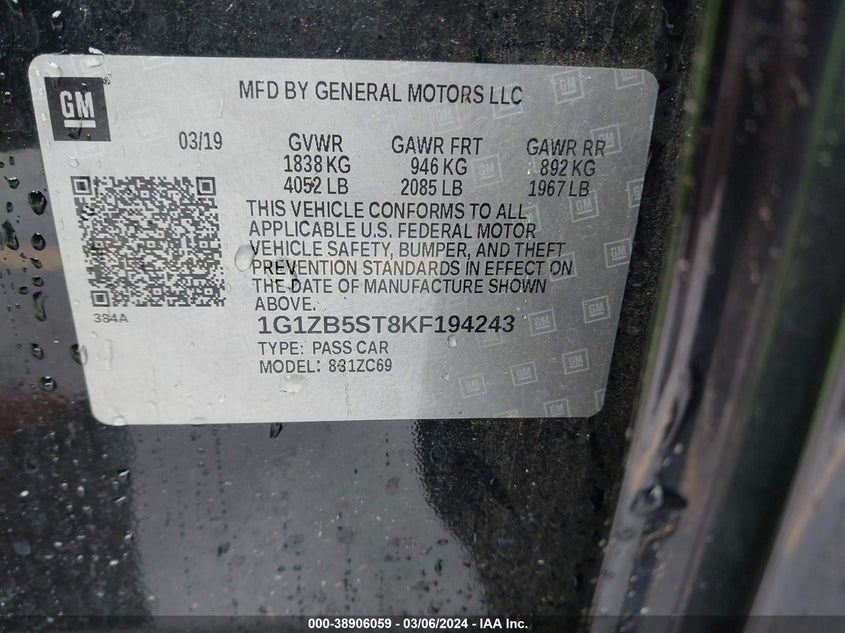 GM
MFD BY GENERAL MOTORS LLC
03/19 GVWR GAWR FRT GAWR RR
1838 KG 946 KG 892 KG
4052 LB 2085 LB 1967 LB
THIS VEHICLE CONFORMS TO ALL
APPLICABLE U.S. FEDERAL MOTOR
VEHICLE SAFETY, BUMPER, AND THEFT
PREVENTION STANDARDS IN EFFECT ON
THE DATE OF MANUFACTURE SHOWN
ABOVE.
384A
1G1ZB5ST8KF194243
TYPE: PASS CAR
MODEL: 831ZC69
000-38906059 - 03/06/2024 - IAA Inc.